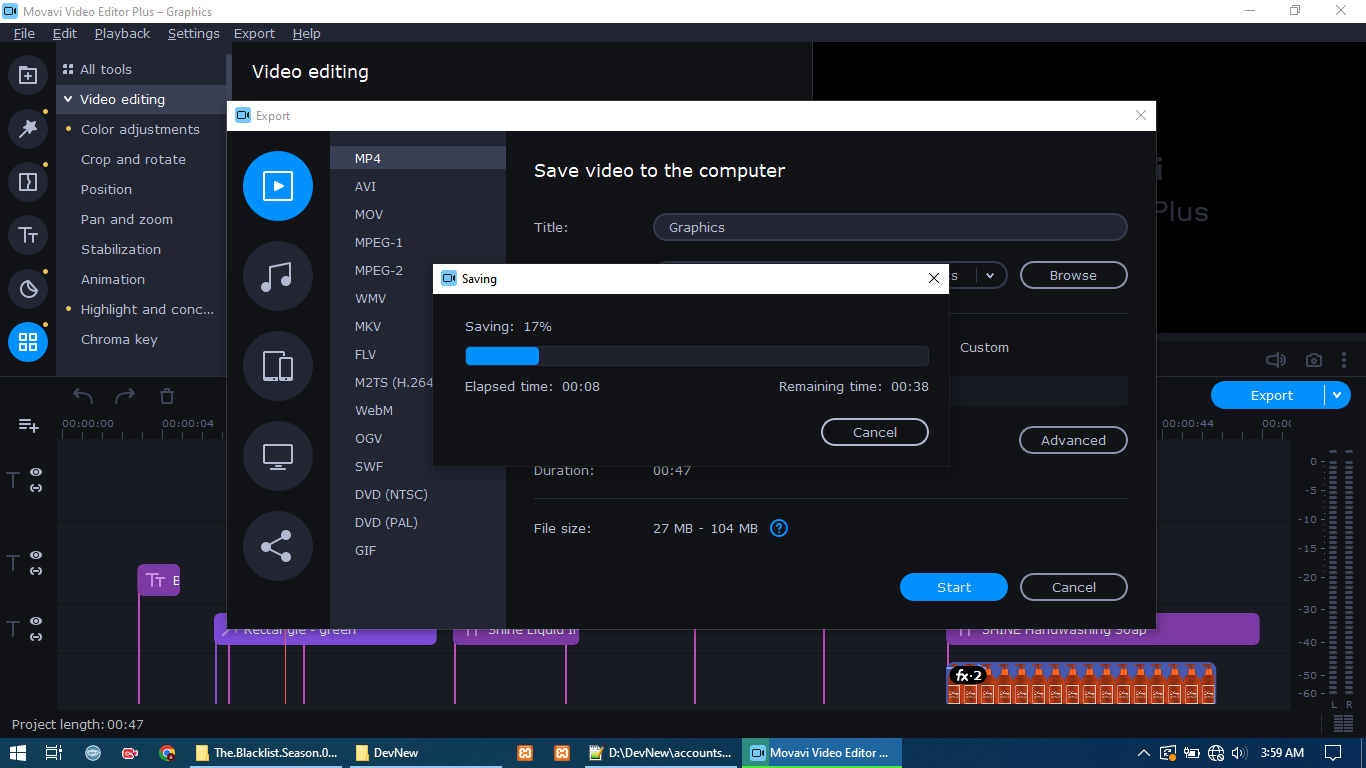 Movavi Video Editor Plus – Graphics
File Edit Playback Settings Export Help
All tools
Video editing
Color adjustments
Crop and rotate
Position
Pan and zoom
Stabilization
Animation
Highlight and conc...
Chroma key
Video editing
Plus
Export
MP4
AVI
MOV
MPEG-1
MPEG-2
WMV
MKV
FLV
M2TS (H.264
WebM
OGV
SWF
DVD (NTSC)
DVD (PAL)
GIF
Save video to the computer
Title: Graphics
s Browse
Custom
Advanced
Duration: 00:47
File size: 27 MB - 104 MB ?
Start Cancel
Saving
Saving: 17%
Elapsed time: 00:08 Remaining time: 00:38
Cancel
Export
00:00:00 00:00:04 00:00:44 00:0
0
-5
-10
-15
-20
-30
-40
-50
-60
L R
Rectangle - green
Shine Liquid
SHINE Handwashing Soap
fx·2
Project length: 00:47
The.Blacklist.Season.0... DevNew D:\DevNew\accounts... Movavi Video Editor ... 3:59 AM